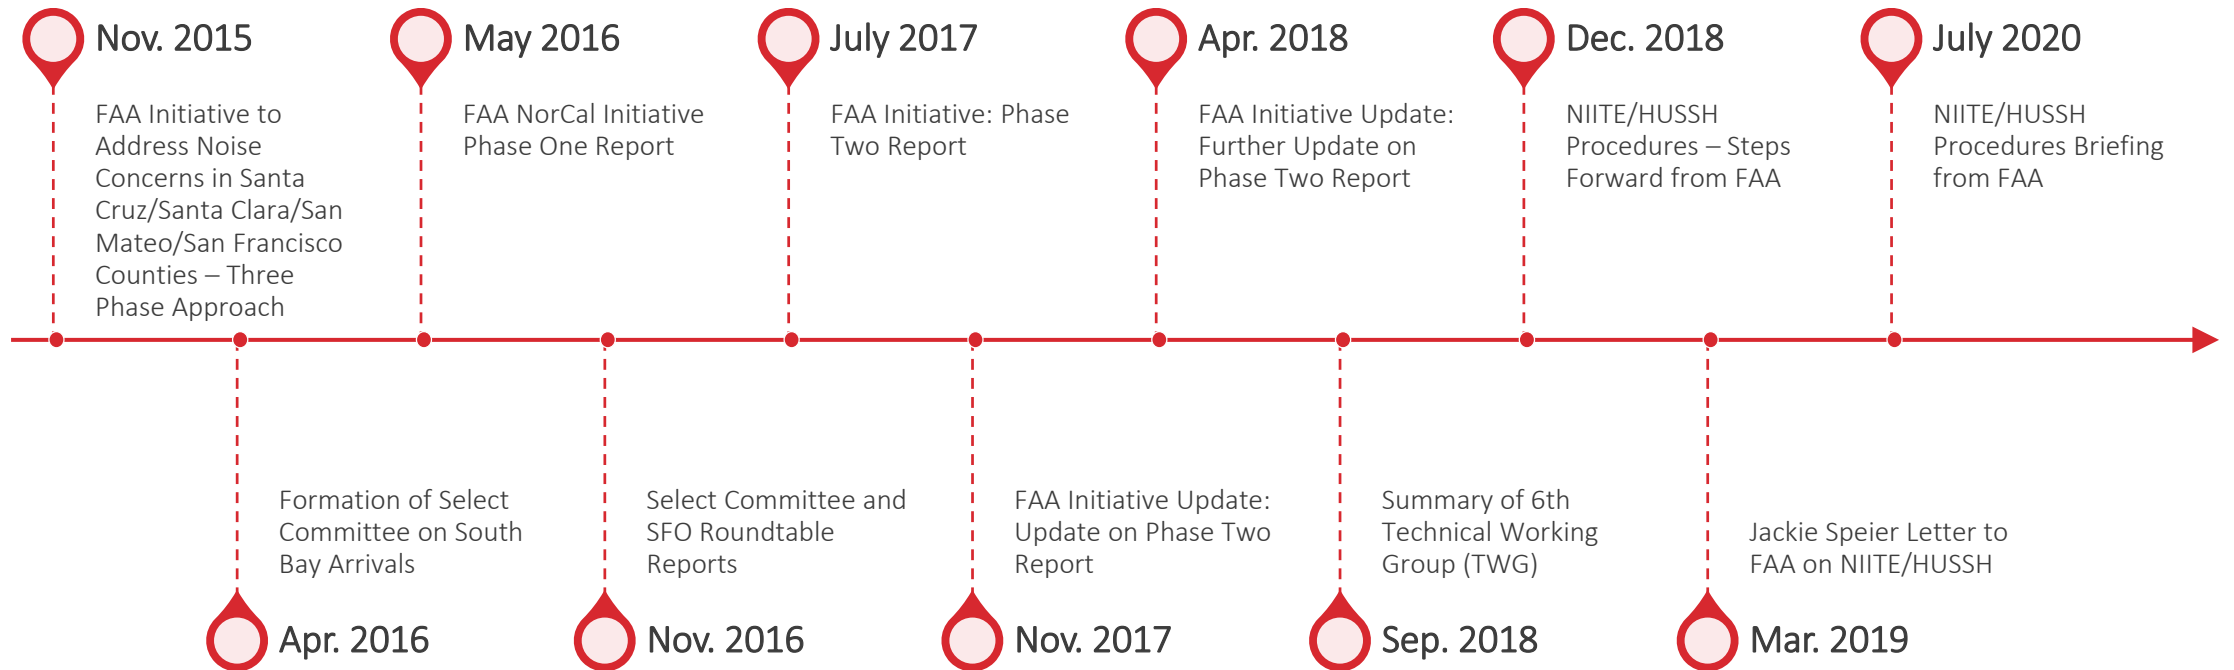 Nov. 2015
FAA Initiative to
Address Noise
Concerns in Santa
Cruz/Santa Clara/San
Mateo/San Francisco
Counties – Three
Phase Approach
May 2016
FAA NorCal Initiative
Phase One Report
July 2017
FAA Initiative: Phase
Two Report
Apr. 2018
FAA Initiative Update:
Further Update on
Phase Two Report
Dec. 2018
NIITE/HUSSH
Procedures – Steps
Forward from FAA
July 2020
NIITE/HUSSH
Procedures Briefing
from FAA
Formation of Select
Committee on South
Bay Arrivals
Apr. 2016
Select Committee and
SFO Roundtable
Reports
Nov. 2016
FAA Initiative Update:
Update on Phase Two
Report
Nov. 2017
Summary of 6th
Technical Working
Group (TWG)
Sep. 2018
Jackie Speier Letter to
FAA on NIITE/HUSSH
Mar. 2019